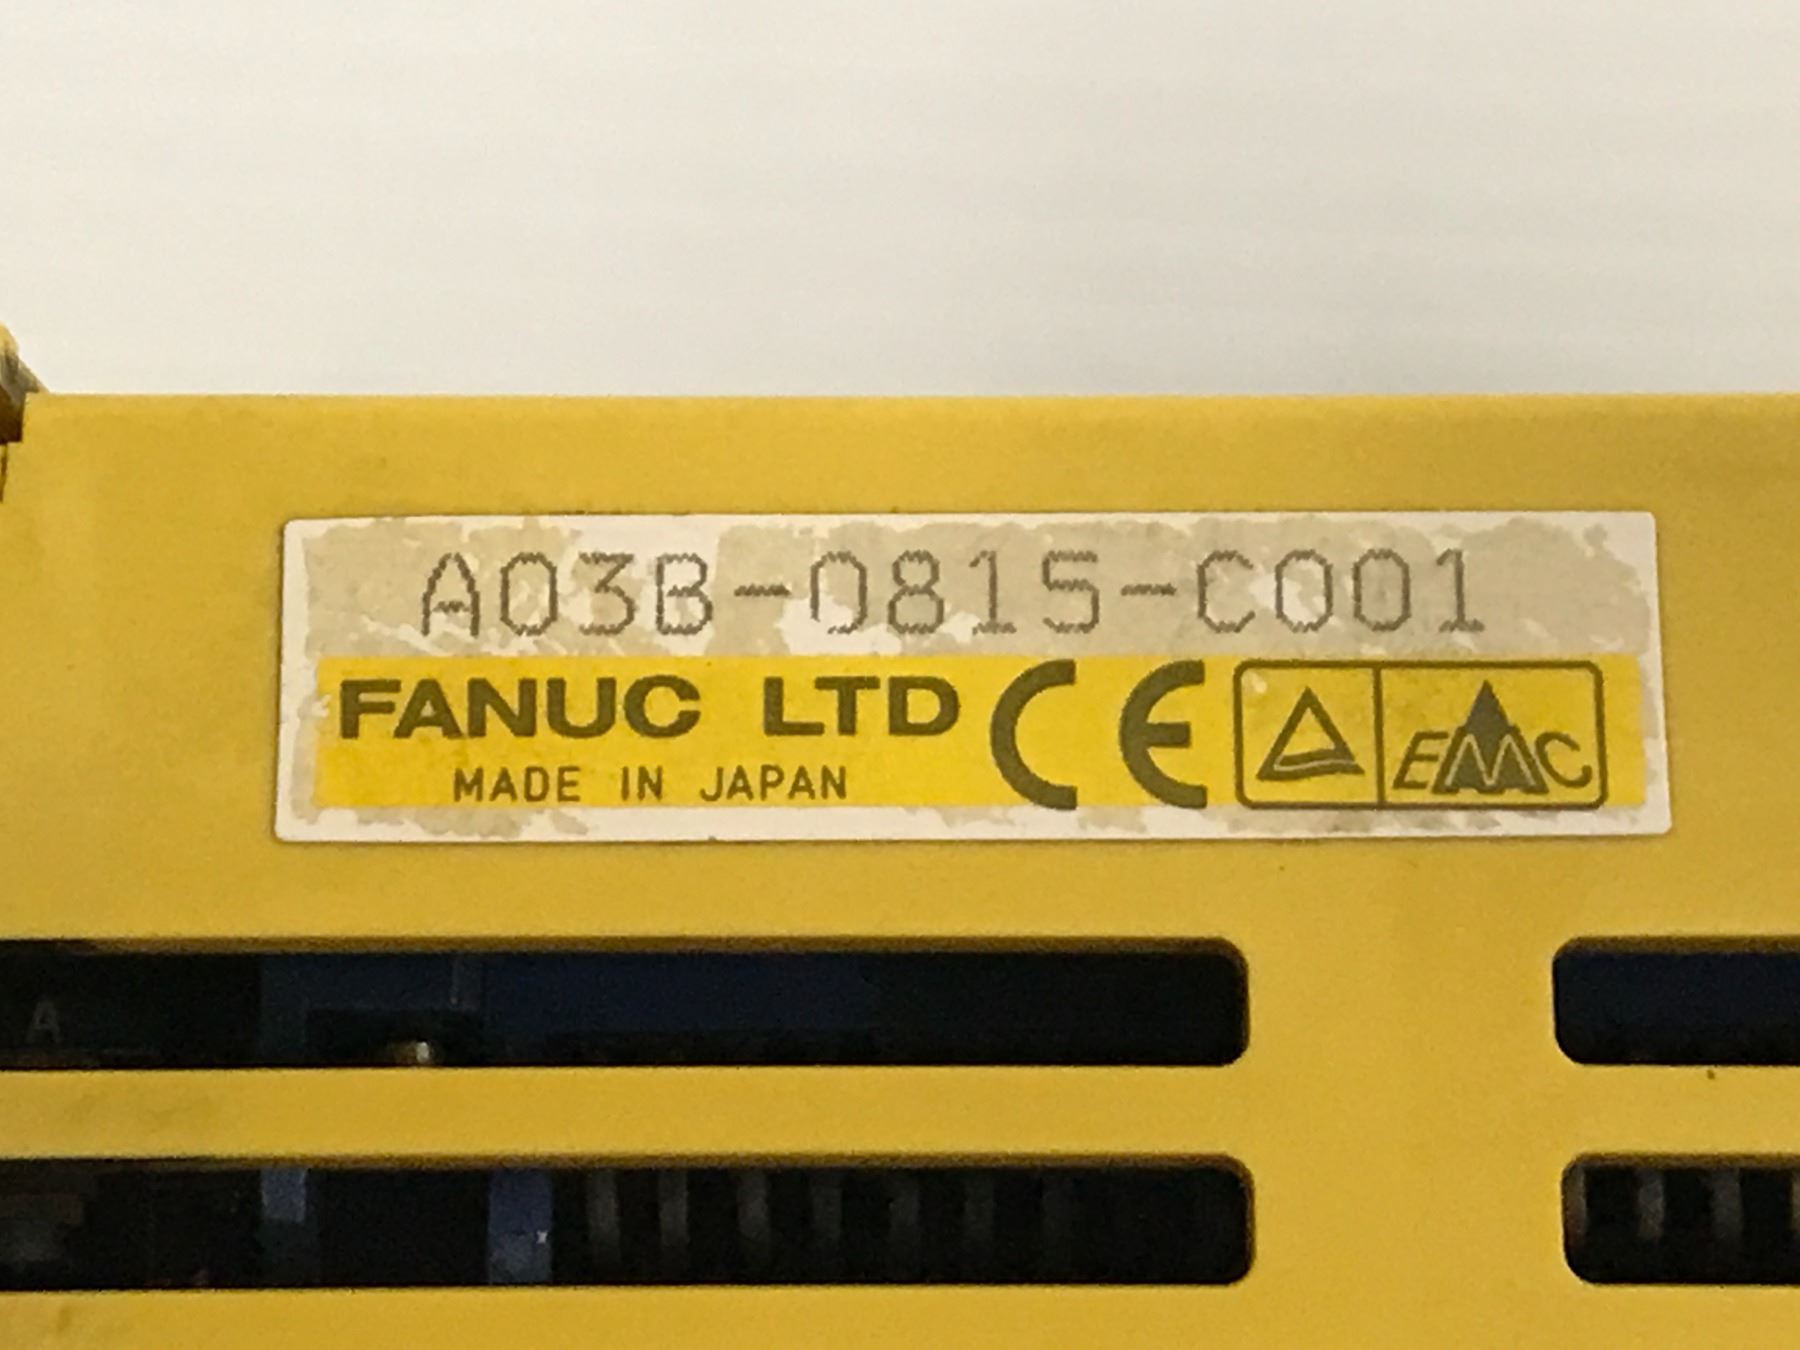 A03B-0815-C001
FANUC LTD CE EMC
MADE IN JAPAN
A